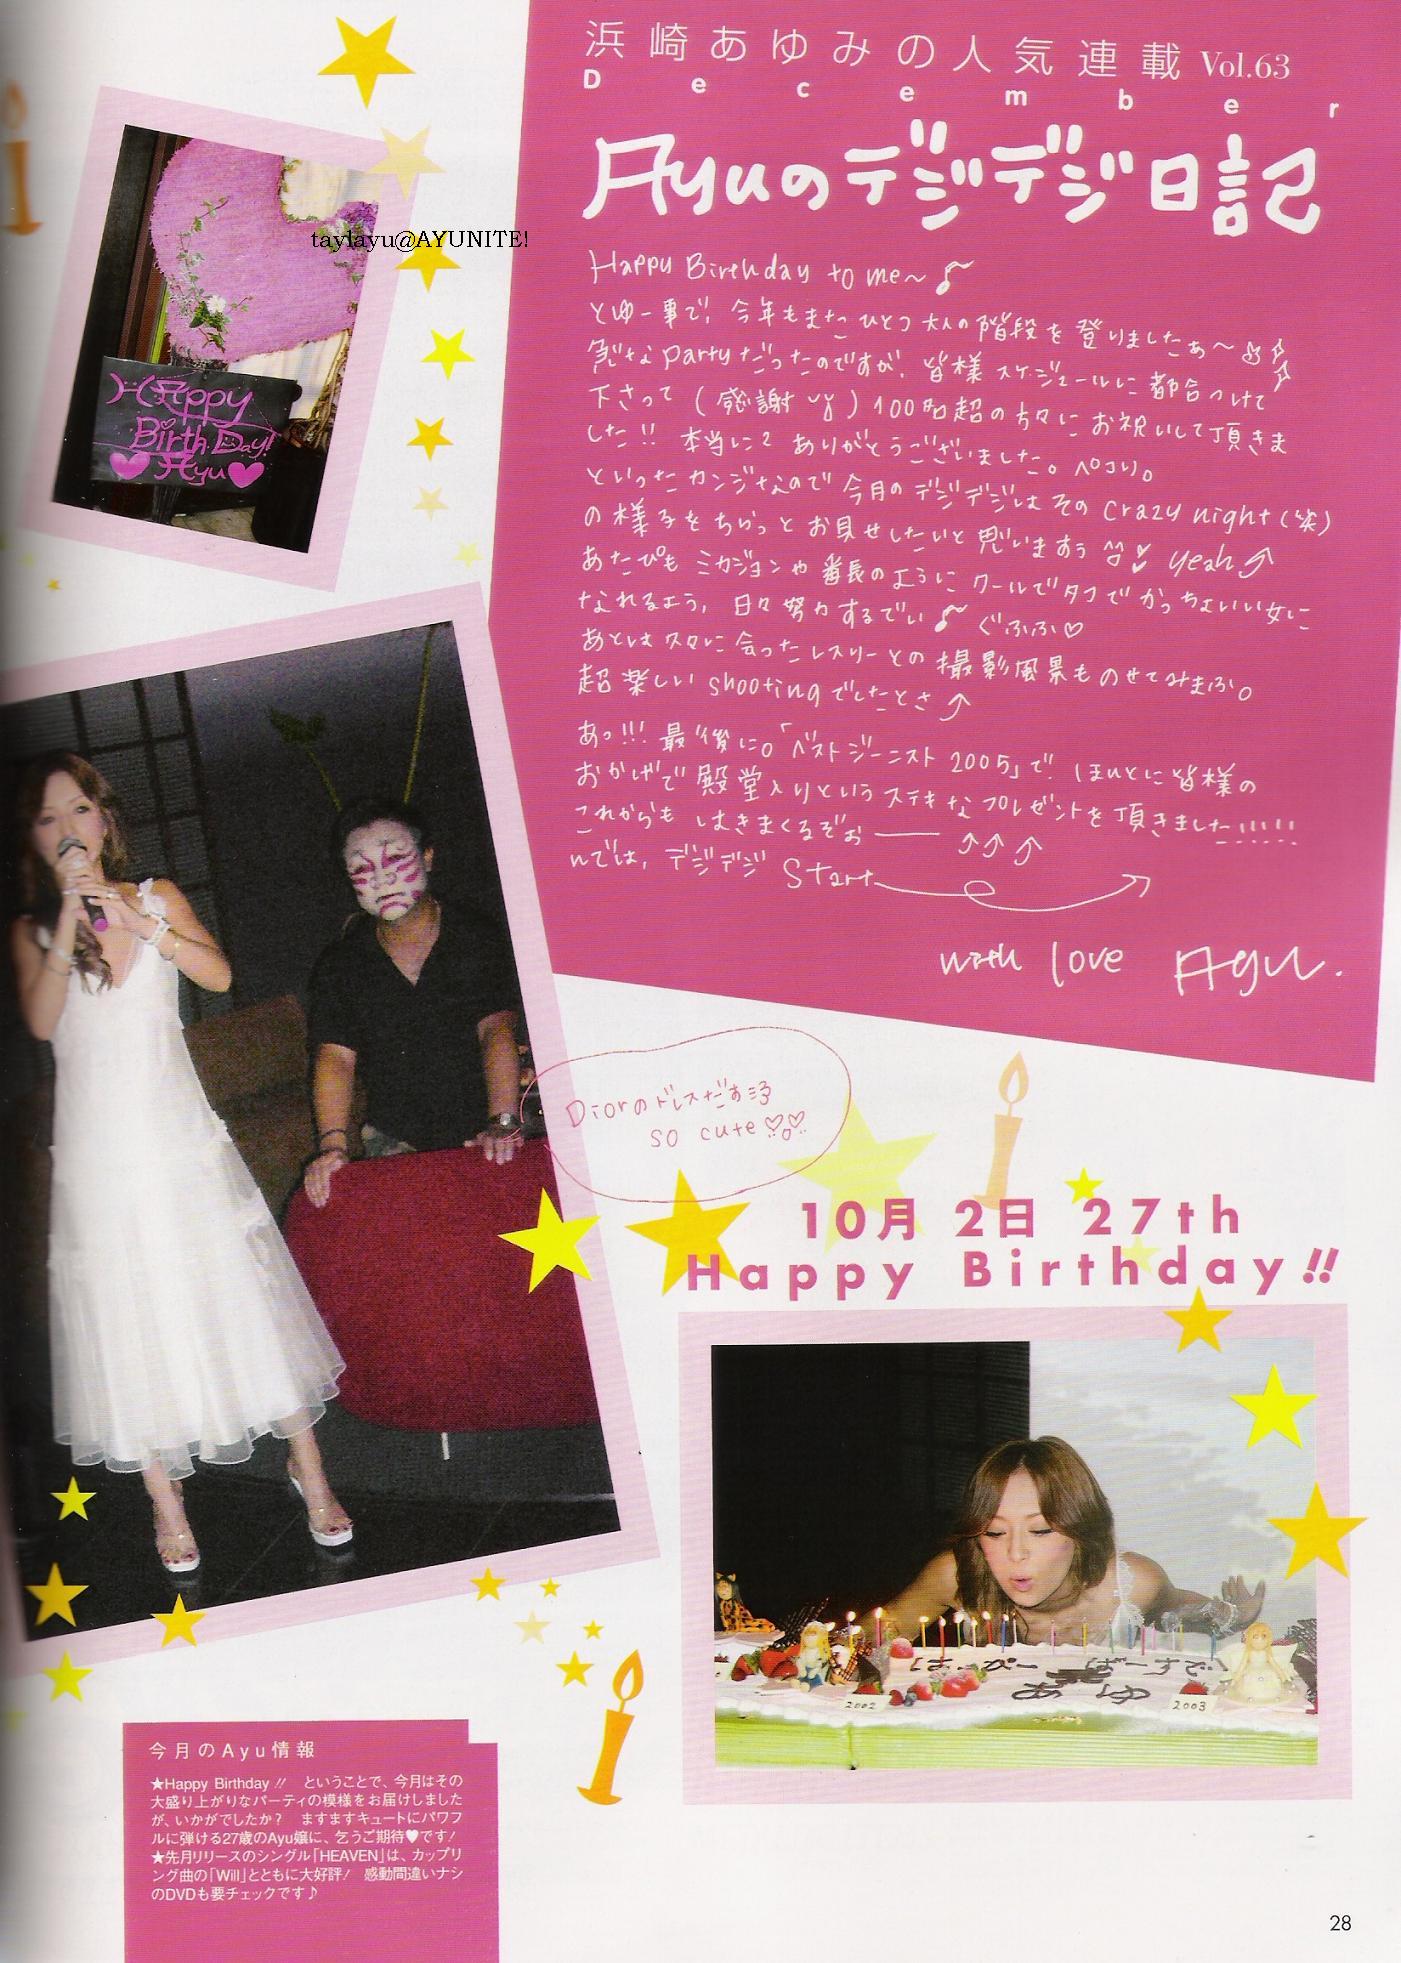 浜崎あゆみの人気連載 Vol.63
December
Ayuのデジデジ日記
Happy Birthday to me~♪
とゆー事で、今年もまたひとつ大人の階段を登りましたぁ〜
急なPartyだったのですが、皆様スケジュールに都合つけて
下さって(感謝)100名超の方々にお祝いして頂きま
した!! 本当に2ありがとうございました。ペコリ。
といったカンジなので今月のデジデジはその crazy night(笑)
の様子をちらっとお見せしたいと思いますぅ yeah
あたぴも ミカジョンや番長のように クールでタフでかっちょいい女に
なれるよう、日々努力するでい♪ ぐふふ♡
あとは久々に会ったレスリーとの撮影風景ものせてみまふ。
超楽しい shootingでしたとさ
あっ!!! 最後に。「ベストジーニスト 2005」で、ほんとに皆様の
おかげで殿堂入りというステキなプレゼントを頂きました!!!!!!
これからも はきまくるぞぉ——
んでは、デジデジ Start
with love Ayu.
taylayu@AYUNITE!
Happy
Birth Day!
Ayu
Diorのドレスだぁ
so cute
10月2日 27th
Happy Birthday!!
はっぴー ばーすでぃ
あゆ
2002
2003
今月のAyu情報
★Happy Birthday!! ということで、今月はその
大盛り上がりなパーティの模様をお届けしました
が、いかがでしたか? ますますキュートにパワフ
ルに弾ける27歳のAyu嬢に、乞うご期待♥です!
★先月リリースのシングル「HEAVEN」は、カップリ
ング曲の「Will」とともに大好評! 感動間違いナシ
のDVDも要チェックです♪
28